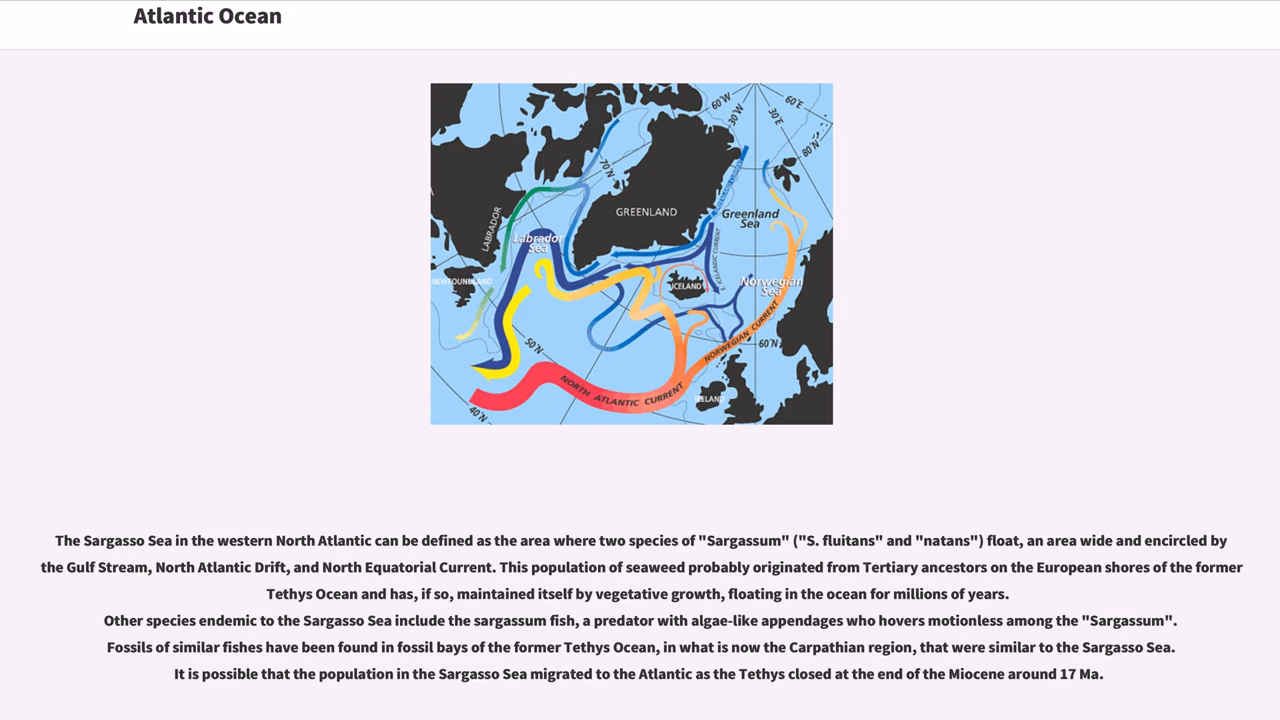 Atlantic Ocean
60°W
30°W
30°E
60°E
80°N
70°N
GREENLAND
Greenland
Sea
LABRADOR
Labrador
Sea
E. ICELANDIC CURRENT
NEWFOUNDLAND
ICELAND
Norwegian
Sea
NORWEGIAN CURRENT
60°N
50°N
NORTH ATLANTIC CURRENT
IRELAND
40°N
The Sargasso Sea in the western North Atlantic can be defined as the area where two species of "Sargassum" ("S. fluitans" and "natans") float, an area wide and encircled by
the Gulf Stream, North Atlantic Drift, and North Equatorial Current. This population of seaweed probably originated from Tertiary ancestors on the European shores of the former
Tethys Ocean and has, if so, maintained itself by vegetative growth, floating in the ocean for millions of years.
Other species endemic to the Sargasso Sea include the sargassum fish, a predator with algae-like appendages who hovers motionless among the "Sargassum".
Fossils of similar fishes have been found in fossil bays of the former Tethys Ocean, in what is now the Carpathian region, that were similar to the Sargasso Sea.
It is possible that the population in the Sargasso Sea migrated to the Atlantic as the Tethys closed at the end of the Miocene around 17 Ma.